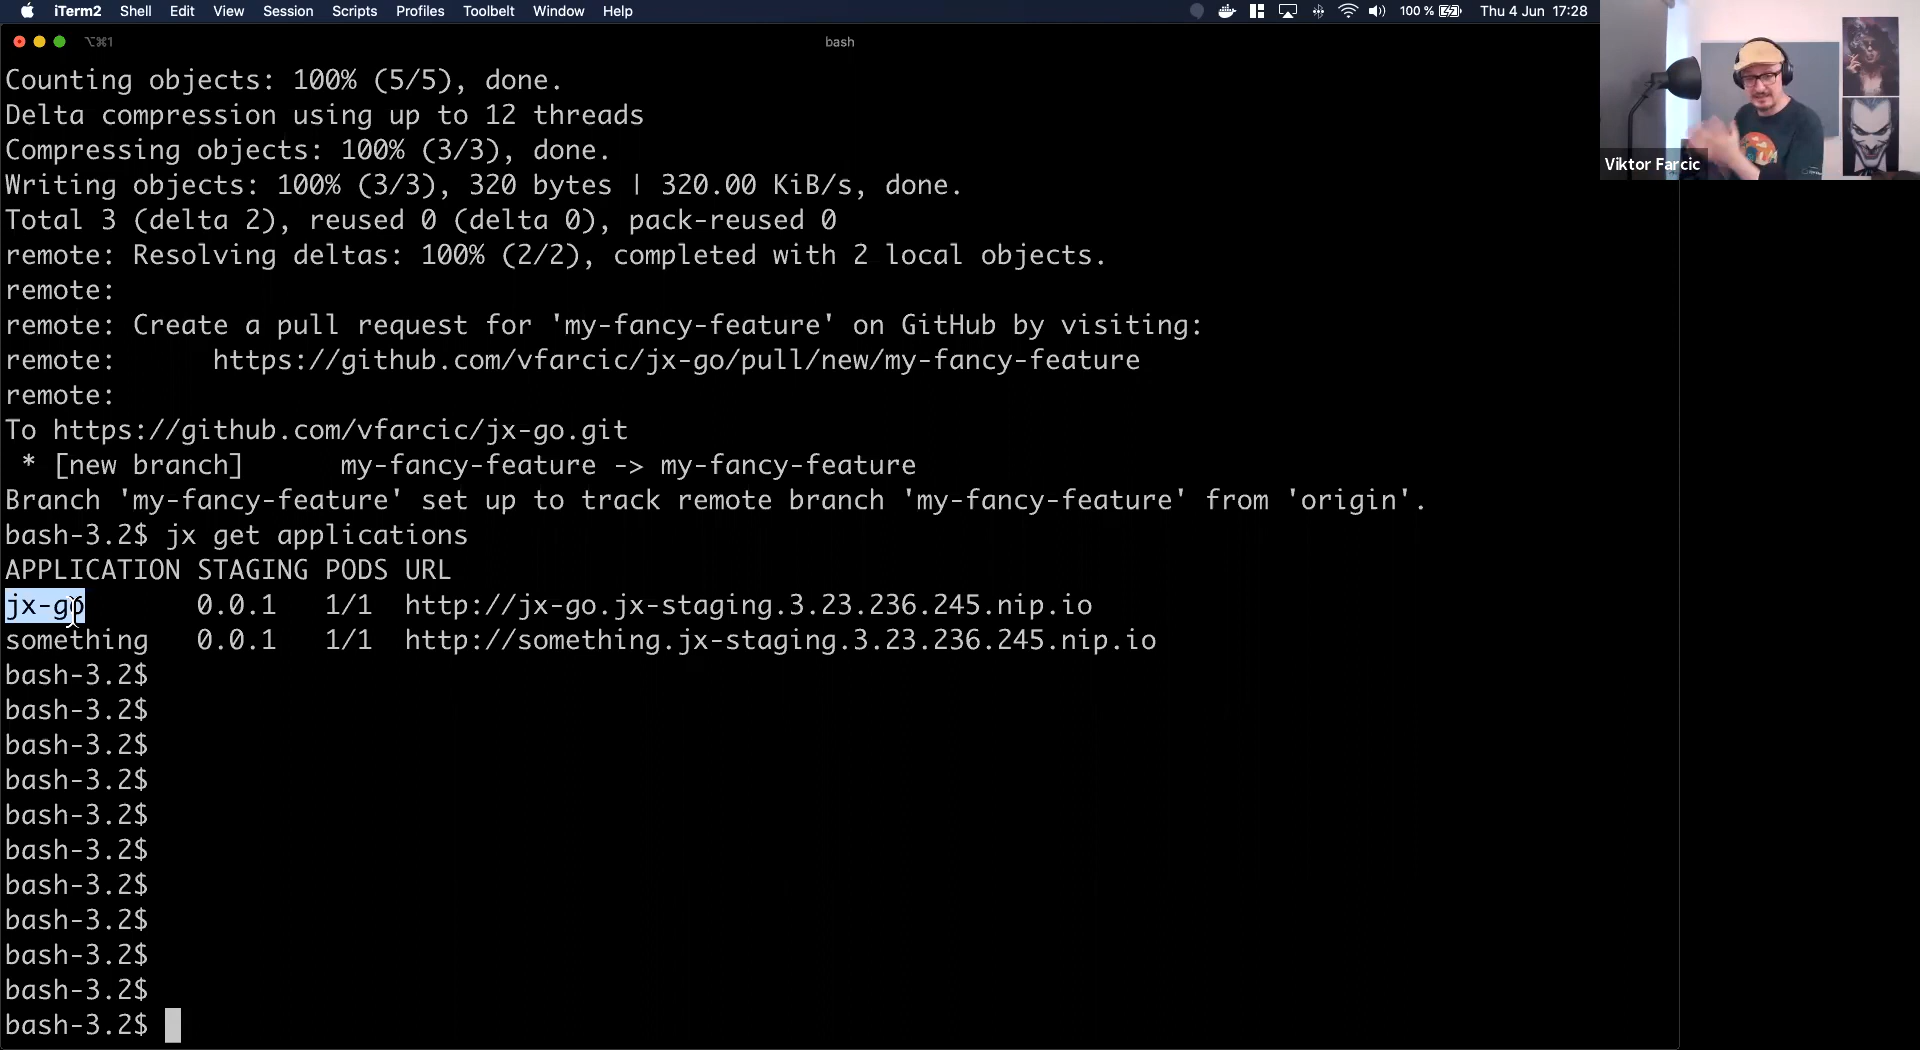 iTerm2 Shell Edit View Session Scripts Profiles Toolbelt Window Help 100 % Thu 4 Jun 17:28
⌥⌘1 bash
Counting objects: 100% (5/5), done.
Delta compression using up to 12 threads
Compressing objects: 100% (3/3), done.
Writing objects: 100% (3/3), 320 bytes | 320.00 KiB/s, done.
Total 3 (delta 2), reused 0 (delta 0), pack-reused 0
remote: Resolving deltas: 100% (2/2), completed with 2 local objects.
remote:
remote: Create a pull request for 'my-fancy-feature' on GitHub by visiting:
remote:      https://github.com/vfarcic/jx-go/pull/new/my-fancy-feature
remote:
To https://github.com/vfarcic/jx-go.git
 * [new branch]      my-fancy-feature -> my-fancy-feature
Branch 'my-fancy-feature' set up to track remote branch 'my-fancy-feature' from 'origin'.
bash-3.2$ jx get applications
APPLICATION STAGING PODS URL
jx-go       0.0.1   1/1  http://jx-go.jx-staging.3.23.236.245.nip.io
something   0.0.1   1/1  http://something.jx-staging.3.23.236.245.nip.io
bash-3.2$
bash-3.2$
bash-3.2$
bash-3.2$
bash-3.2$
bash-3.2$
bash-3.2$
bash-3.2$
bash-3.2$
bash-3.2$
bash-3.2$
Viktor Farcic